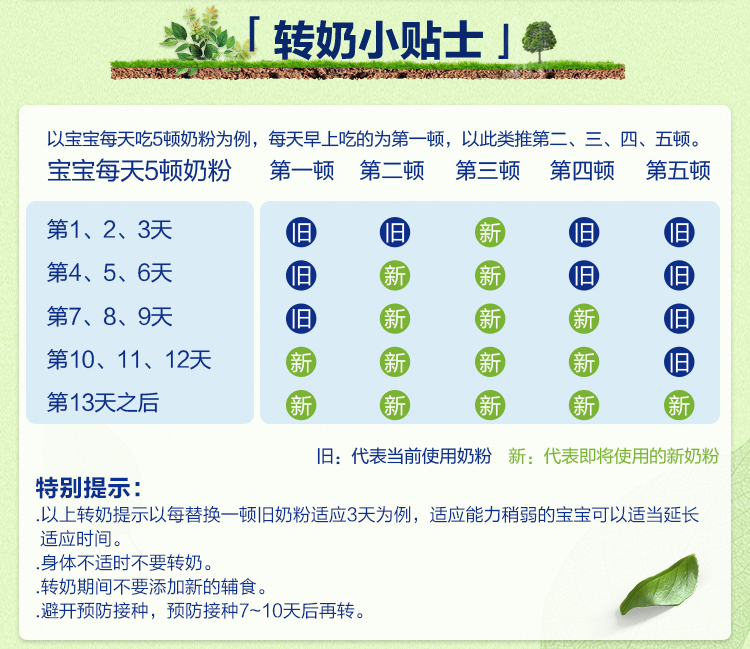 「转奶小贴士」
以宝宝每天吃5顿奶粉为例，每天早上吃的为第一顿，以此类推第二、三、四、五顿。
宝宝每天5顿奶粉 第一顿 第二顿 第三顿 第四顿 第五顿
第1、2、3天 旧 旧 新 旧 旧
第4、5、6天 旧 新 新 旧 旧
第7、8、9天 旧 新 新 新 旧
第10、11、12天 新 新 新 新 旧
第13天之后 新 新 新 新 新
旧：代表当前使用奶粉 新：代表即将使用的新奶粉
特别提示：
.以上转奶提示以每替换一顿旧奶粉适应3天为例，适应能力稍弱的宝宝可以适当延长
适应时间。
.身体不适时不要转奶。
.转奶期间不要添加新的辅食。
.避开预防接种，预防接种7~10天后再转。